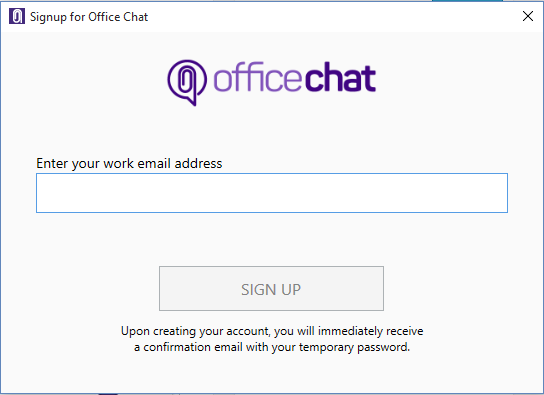 Signup for Office Chat
officechat
Enter your work email address
SIGN UP
Upon creating your account, you will immediately receive
a confirmation email with your temporary password.